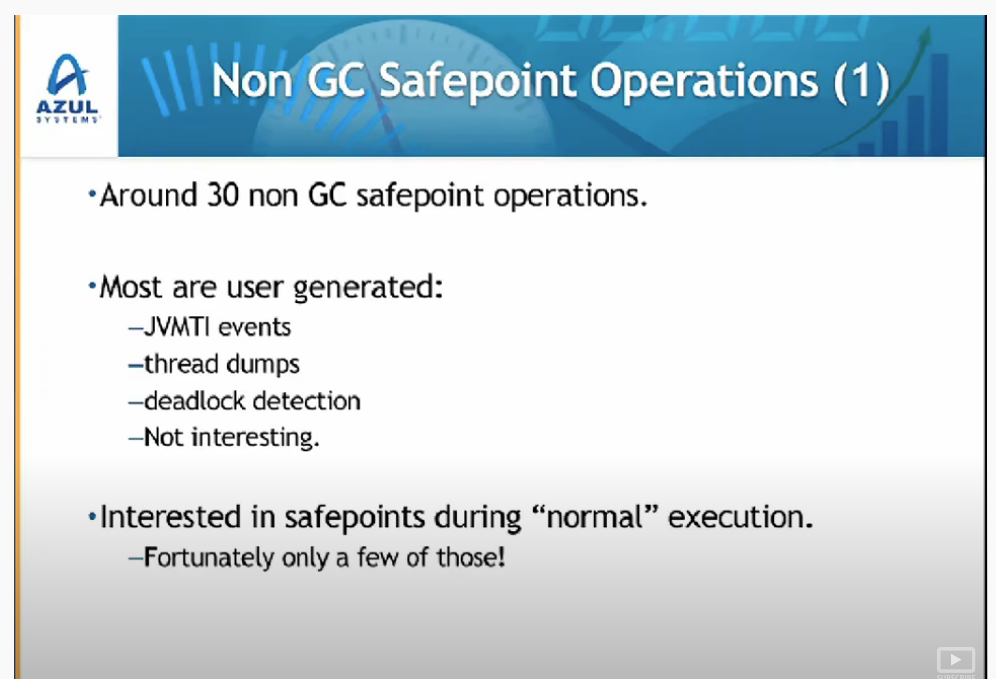 AZUL
SYSTEMS
Non GC Safepoint Operations (1)
•Around 30 non GC safepoint operations.
•Most are user generated:
–JVMTI events
–thread dumps
–deadlock detection
–Not interesting.
•Interested in safepoints during “normal” execution.
–Fortunately only a few of those!
SUBSCRIBE